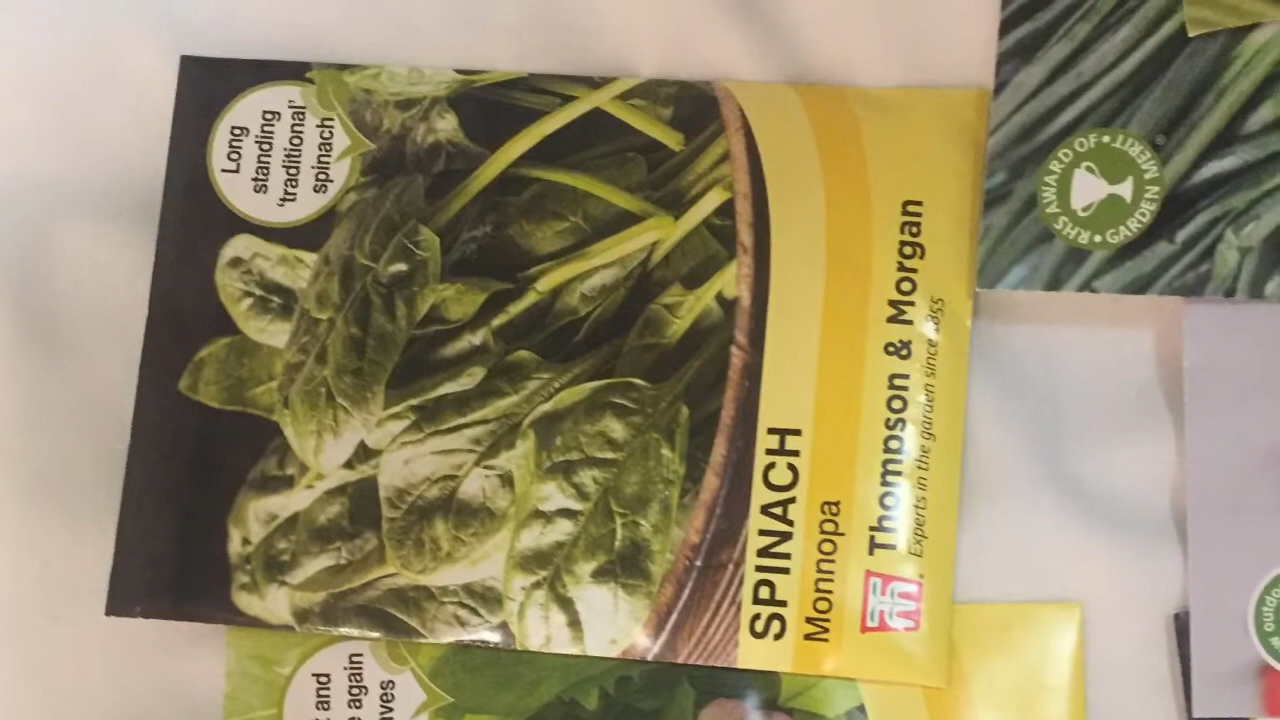 Long
standing
'traditional'
spinach
SPINACH
Monnopa
Thompson & Morgan
Experts in the garden since 1855
RHS AWARD OF GARDEN MERIT
and
again